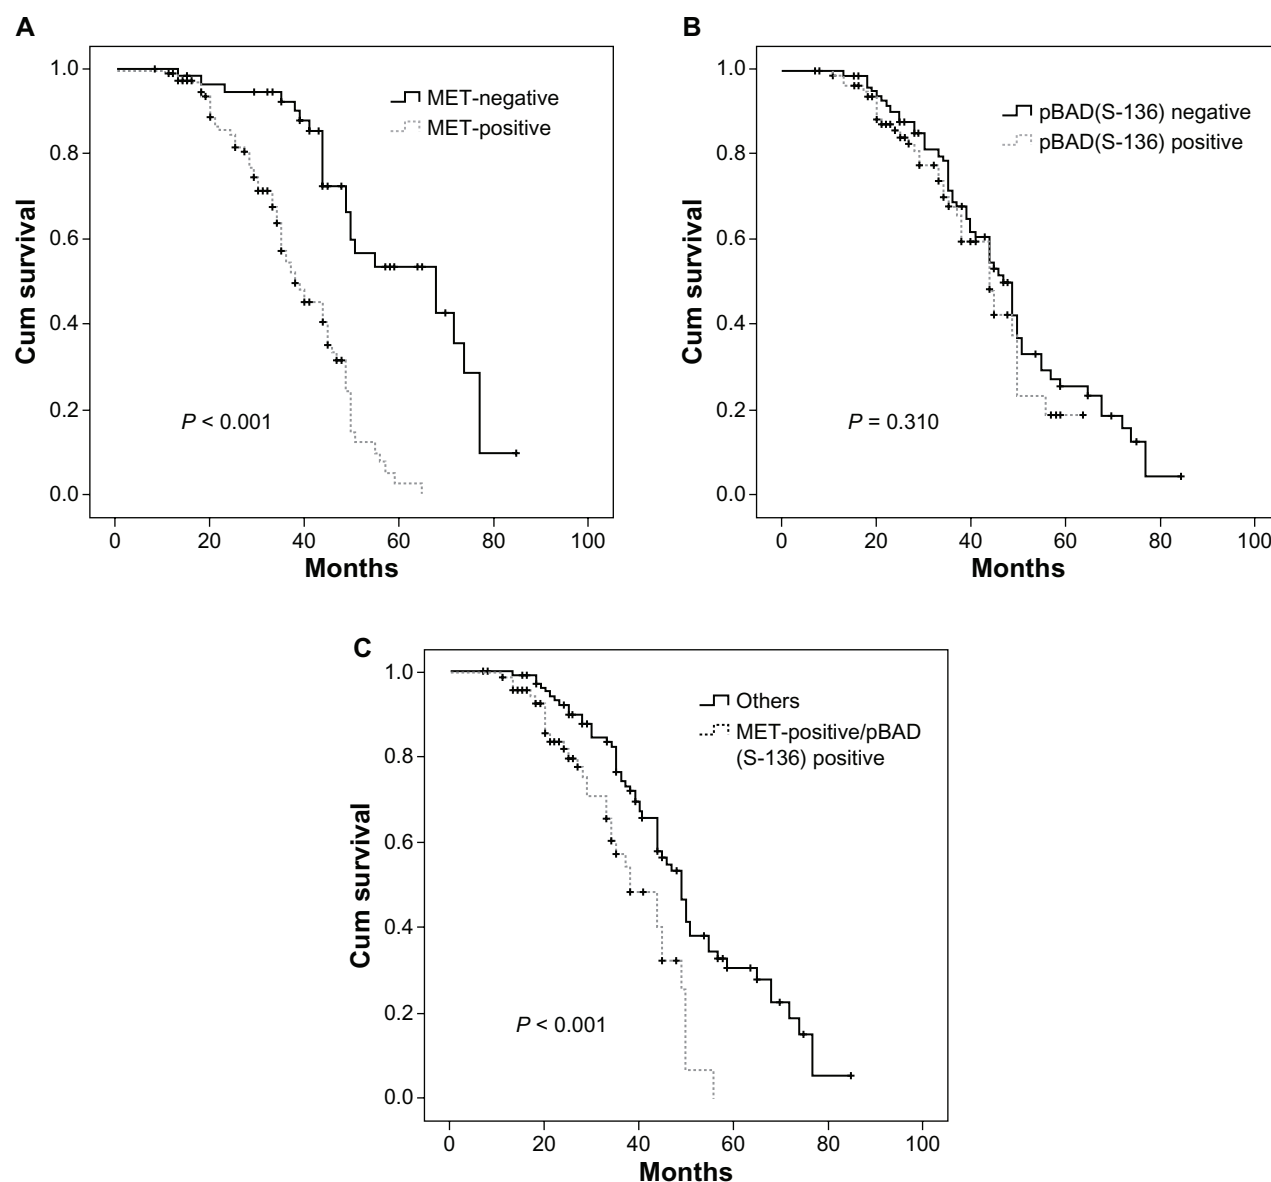 A
1.0
0.8
0.6
0.4
0.2
0.0
Cum survival
MET-negative
MET-positive
P < 0.001
0 20 40 60 80 100
Months
B
1.0
0.8
0.6
0.4
0.2
0.0
Cum survival
pBAD(S-136) negative
pBAD(S-136) positive
P = 0.310
0 20 40 60 80 100
Months
C
1.0
0.8
0.6
0.4
0.2
0.0
Cum survival
Others
MET-positive/pBAD
(S-136) positive
P < 0.001
0 20 40 60 80 100
Months